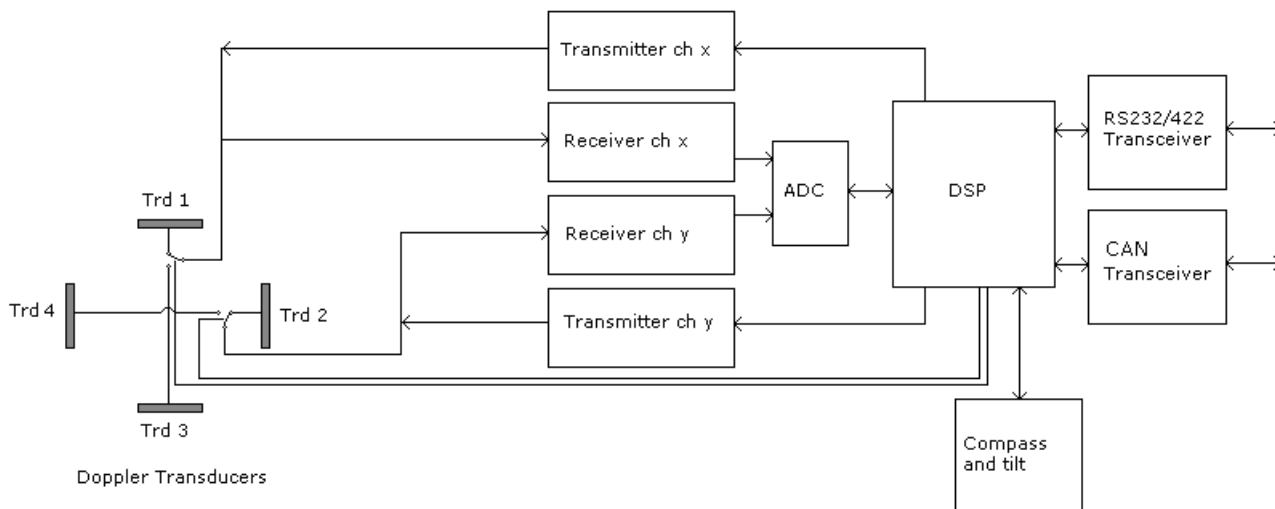 Transmitter ch x
Receiver ch x
RS232/422
Transceiver
ADC
DSP
Trd 1
Receiver ch y
CAN
Transceiver
Trd 4
Trd 2
Transmitter ch y
Trd 3
Compass
and tilt
Doppler Transducers